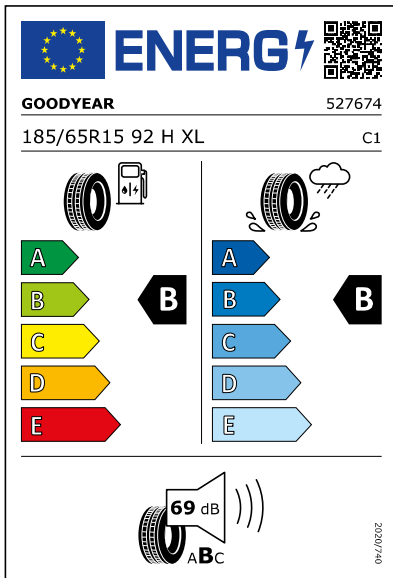 ENERG
GOODYEAR 527674
185/65R15 92 H XL C1
A A
B B B B
C C
D D
E E
69 dB
ABC
2020/740